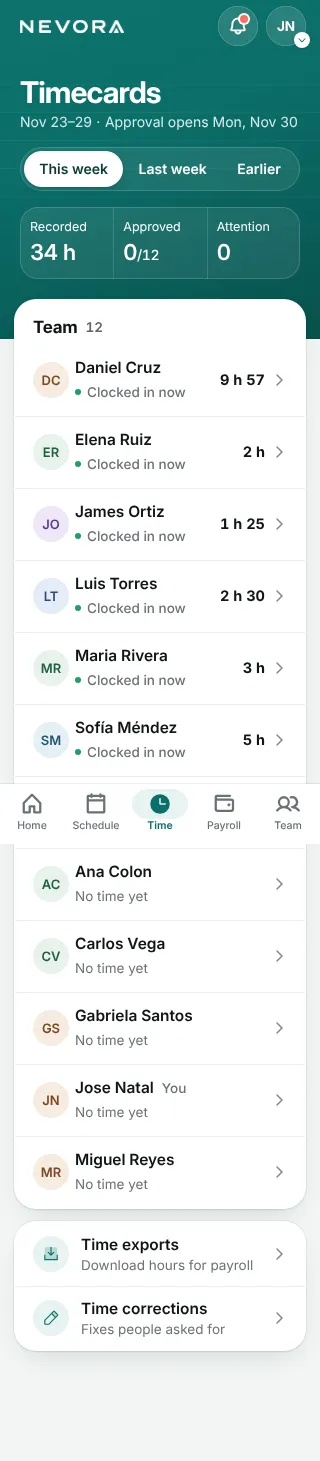 NEVORA
JN
Timecards
Nov 23–29 · Approval opens Mon, Nov 30
This week Last week Earlier
Recorded Approved Attention
34 h 0/12 0
Team 12
DC Daniel Cruz
Clocked in now
9 h 57
ER Elena Ruiz
Clocked in now
2 h
JO James Ortiz
Clocked in now
1 h 25
LT Luis Torres
Clocked in now
2 h 30
MR Maria Rivera
Clocked in now
3 h
SM Sofía Méndez
Clocked in now
5 h
Home Schedule Time Payroll Team
AC Ana Colon
No time yet
CV Carlos Vega
No time yet
GS Gabriela Santos
No time yet
JN Jose Natal You
No time yet
MR Miguel Reyes
No time yet
Time exports
Download hours for payroll
Time corrections
Fixes people asked for